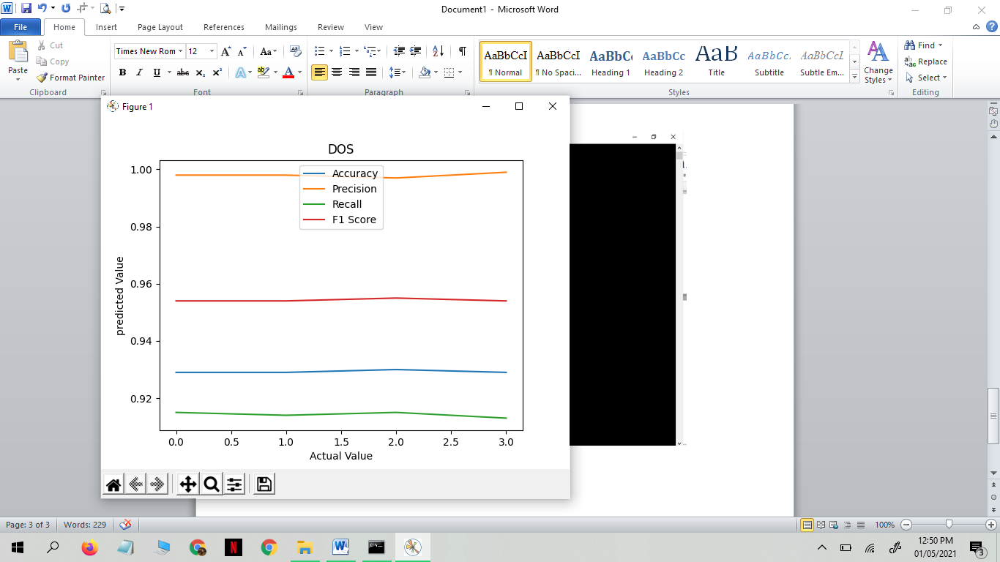 Document1 - Microsoft Word
File Home Insert Page Layout References Mailings Review View
Paste
Cut
Copy
Format Painter
Clipboard
Times New Rom 12
Font
Paragraph
AaBbCcI AaBbCcI AaBbCc AaBbCc AaB AaBbCc. AaBbCcL
¶ Normal ¶ No Spaci... Heading 1 Heading 2 Title Subtitle Subtle Em...
Styles
Change
Styles
Find
Replace
Select
Editing
Figure 1
DOS
Accuracy
Precision
Recall
F1 Score
1.00
0.98
0.96
0.94
0.92
predicted Value
0.0 0.5 1.0 1.5 2.0 2.5 3.0
Actual Value
Page: 3 of 3 Words: 229
100%
12:50 PM
01/05/2021
3